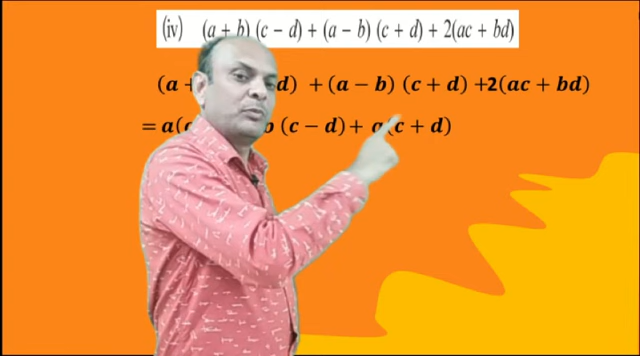 (iv) (a + b) (c − d) + (a − b) (c + d) + 2(ac + bd)
(a + d) + (a − b) (c + d) +2(ac + bd)
= a(c b (c − d)+ a(c + d)